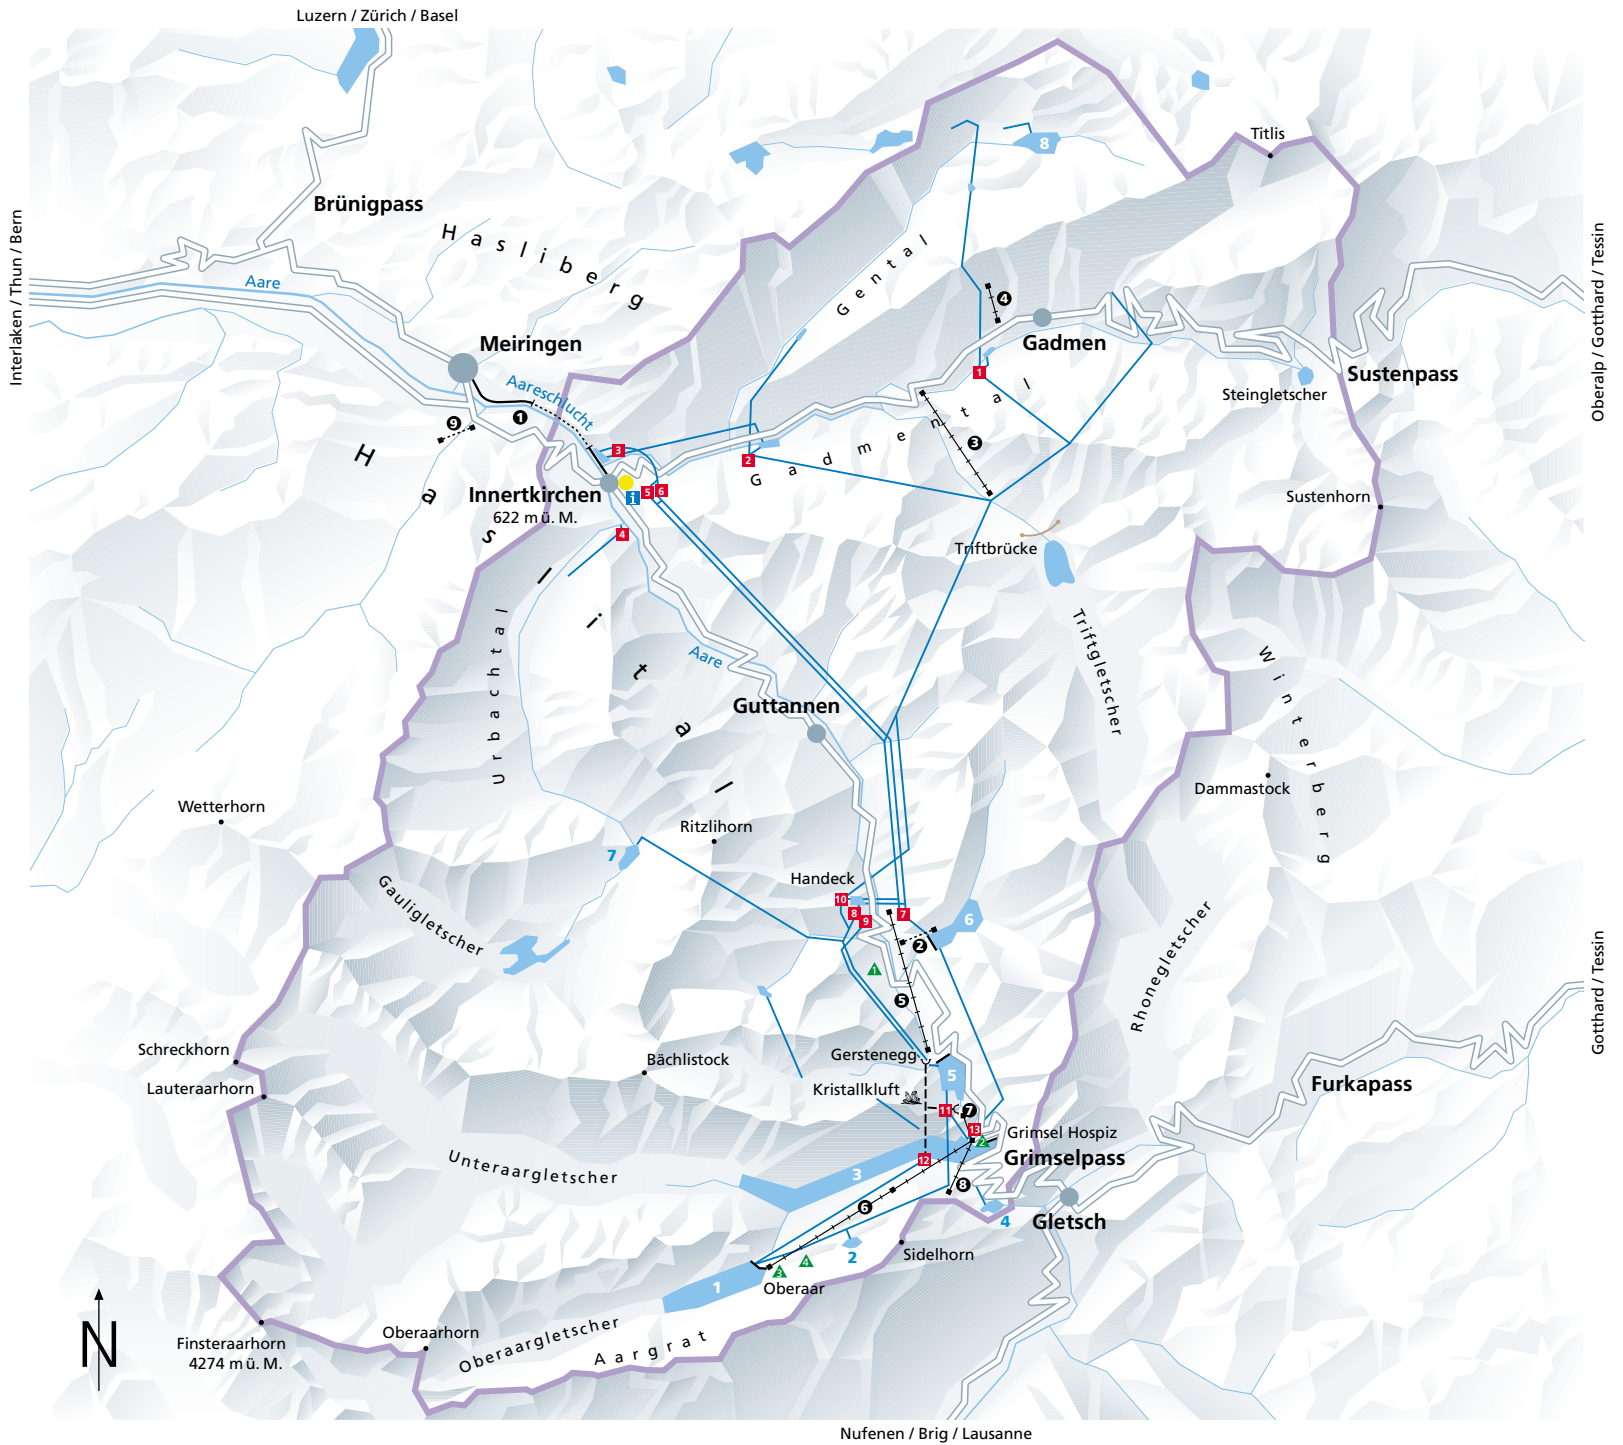 Luzern / Zürich / Basel
8
Titlis
Brünigpass
Hasliberg
Interlaken / Thun / Bern
Oberalp / Gotthard / Tessin
Gental
Aare
4
Meiringen
Gadmen
1
Sustenpass
Aareschlucht
Steingletscher
9
1
3
3
2
Gadmental
Haslital
Innertkirchen
622 m ü. M.
i
5
6
Sustenhorn
4
Triftbrücke
Urbachtal
Triftgletscher
Aare
Winterberg
Guttannen
Dammastock
Wetterhorn
Ritzlihorn
7
Handeck
Gauligletscher
10
8
9
7
6
2
Rhonegletscher
1
5
Gotthard / Tessin
Schreckhorn
Gerstenegg
Bächlistock
5
Lauteraarhorn
Kristallkluft
11
7
Furkapass
13
2
Grimsel Hospiz
Grimselpass
12
Unteraargletscher
3
8
6
4
Gletsch
2
Sidelhorn
4
3
1
Oberaar
N
Finsteraarhorn
4274 m ü. M.
Oberaarhorn
Oberaargletscher
Aargrat
Nufenen / Brig / Lausanne